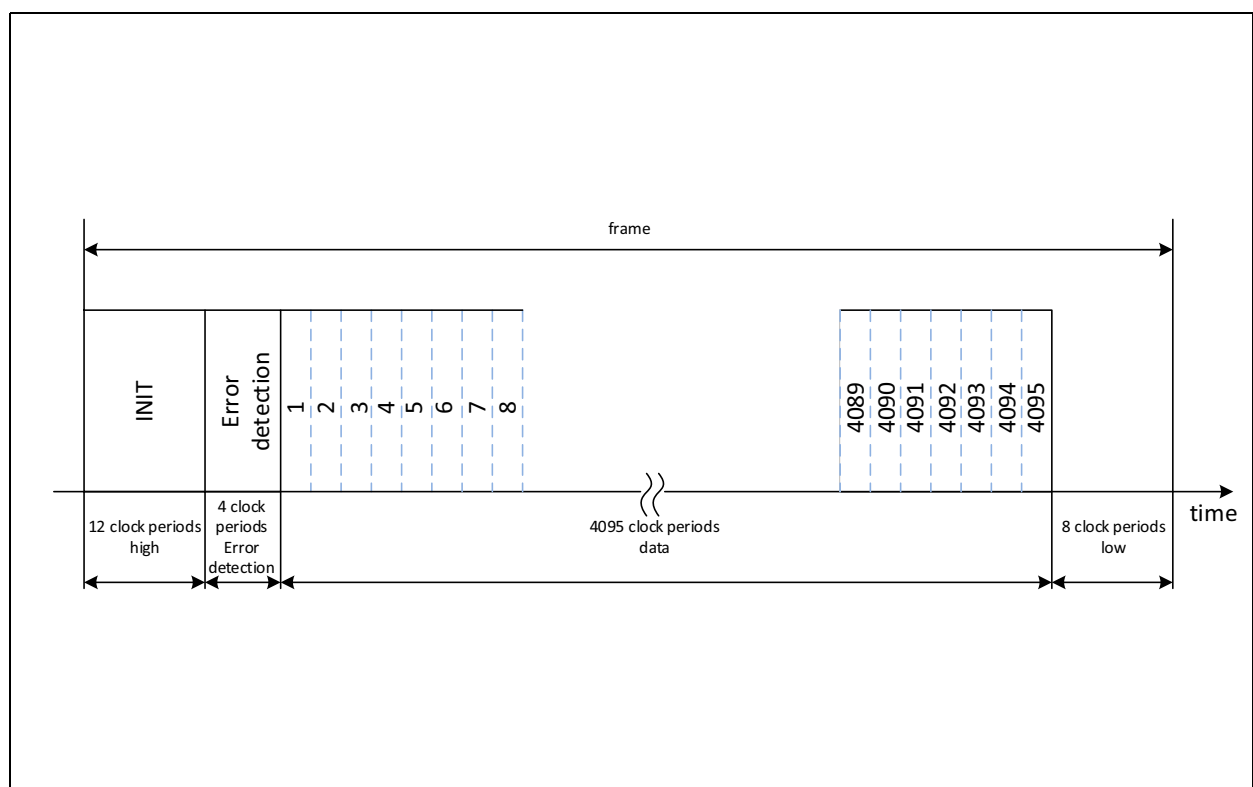 frame
INIT
Error
detection
1
2
3
4
5
6
7
8
4089
4090
4091
4092
4093
4094
4095
time
12 clock periods
high
4 clock
periods
Error
detection
4095 clock periods
data
8 clock periods
low